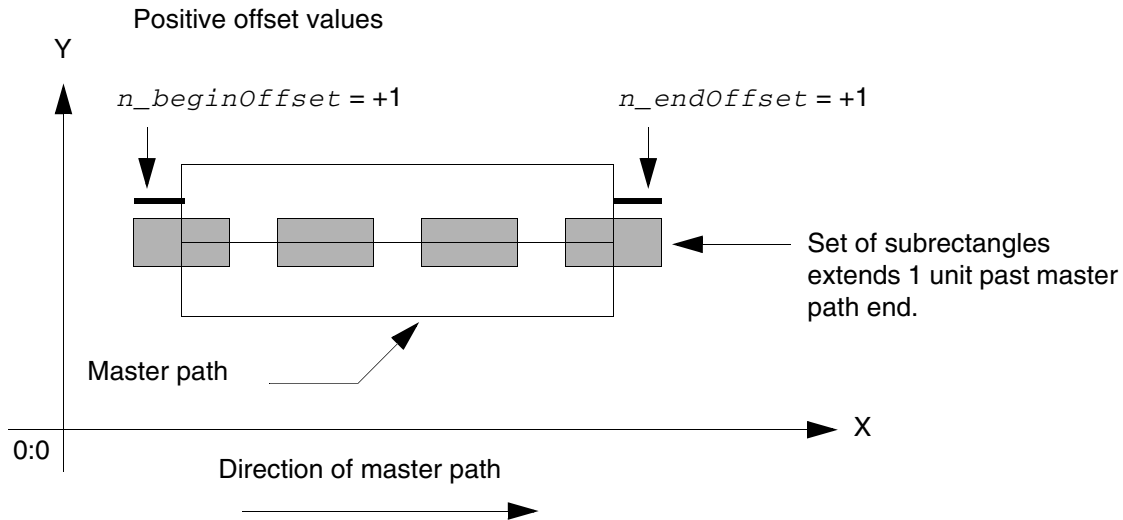 Positive offset values
Y
n_beginOffset = +1
n_endOffset = +1
Set of subrectangles
extends 1 unit past master
path end.
Master path
X
0:0
Direction of master path